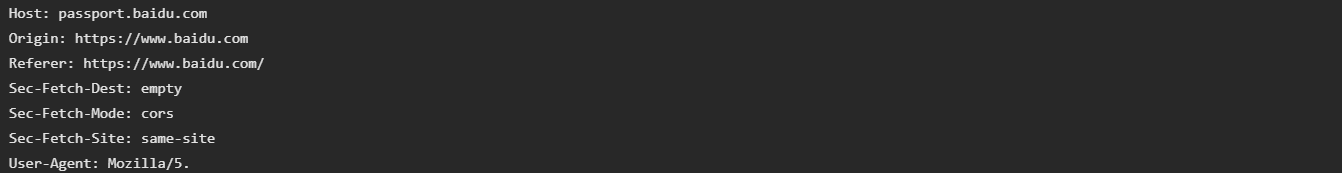 Host: passport.baidu.com
Origin: https://www.baidu.com
Referer: https://www.baidu.com/
Sec-Fetch-Dest: empty
Sec-Fetch-Mode: cors
Sec-Fetch-Site: same-site
User-Agent: Mozilla/5.